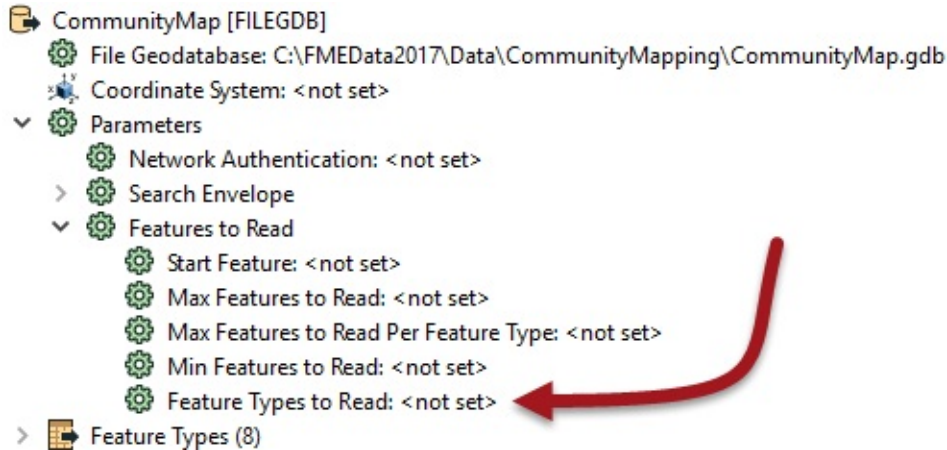 CommunityMap [FILEGDB]
File Geodatabase: C:\FMEData2017\Data\CommunityMapping\CommunityMap.gdb
Coordinate System: <not set>
Parameters
Network Authentication: <not set>
Search Envelope
Features to Read
Start Feature: <not set>
Max Features to Read: <not set>
Max Features to Read Per Feature Type: <not set>
Min Features to Read: <not set>
Feature Types to Read: <not set>
Feature Types (8)